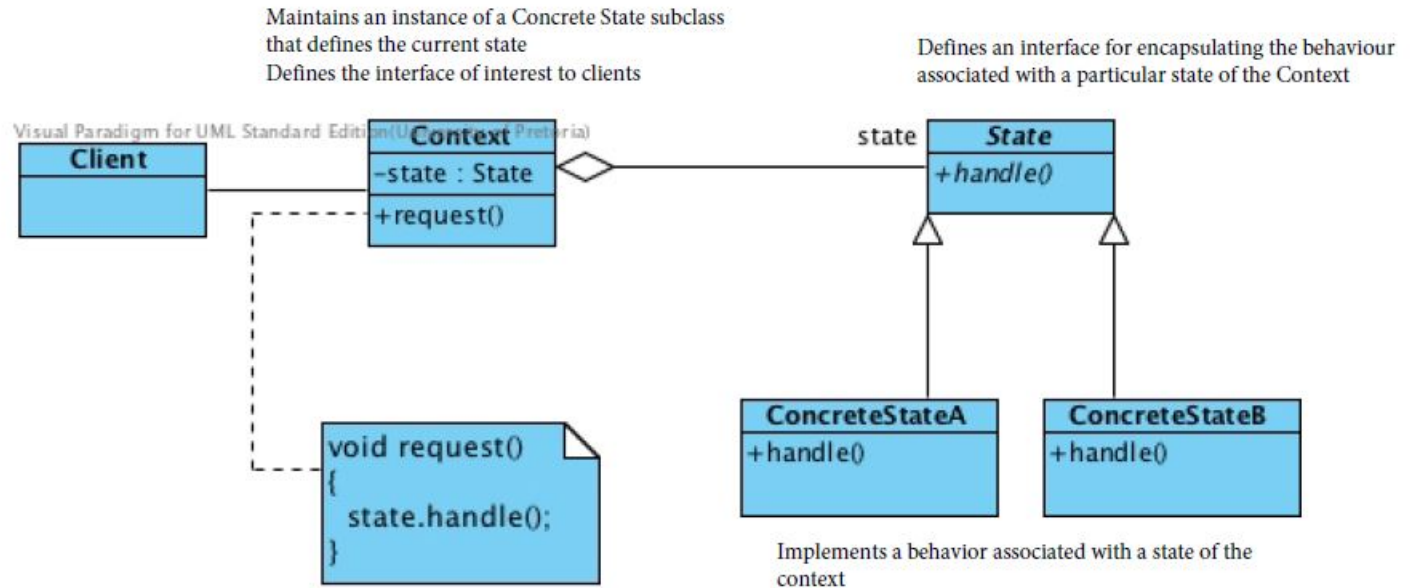 Maintains an instance of a Concrete State subclass
that defines the current state
Defines the interface of interest to clients
Defines an interface for encapsulating the behaviour
associated with a particular state of the Context
Visual Paradigm for UML Standard Edition(University of Pretoria)
Client
Context
-state : State
+request()
state
State
+handle()
void request()
{
state.handle();
}
ConcreteStateA
+handle()
ConcreteStateB
+handle()
Implements a behavior associated with a state of the
context